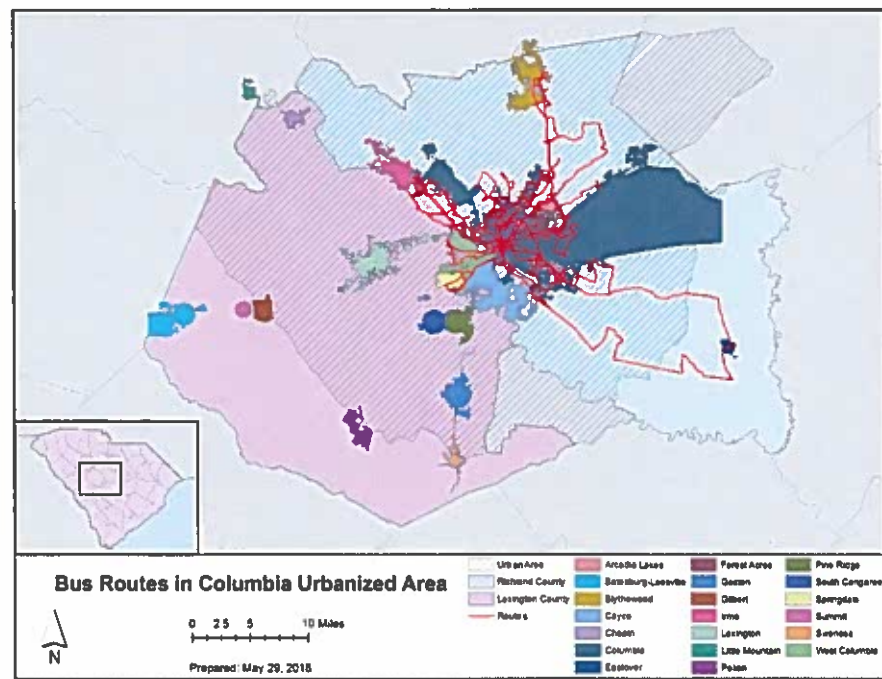 Bus Routes in Columbia Urbanized Area
0 2.5 5 10 Miles
N
Prepared: May 29, 2018
Urban Area
Richland County
Lexington County
Routes
Arcadia Lakes
Batesburg-Leesville
Blythewood
Cayce
Chapin
Columbia
Eastover
Forest Acres
Gaston
Gilbert
Irmo
Lexington
Little Mountain
Pelion
Pine Ridge
South Congaree
Springdale
Summit
Swansea
West Columbia